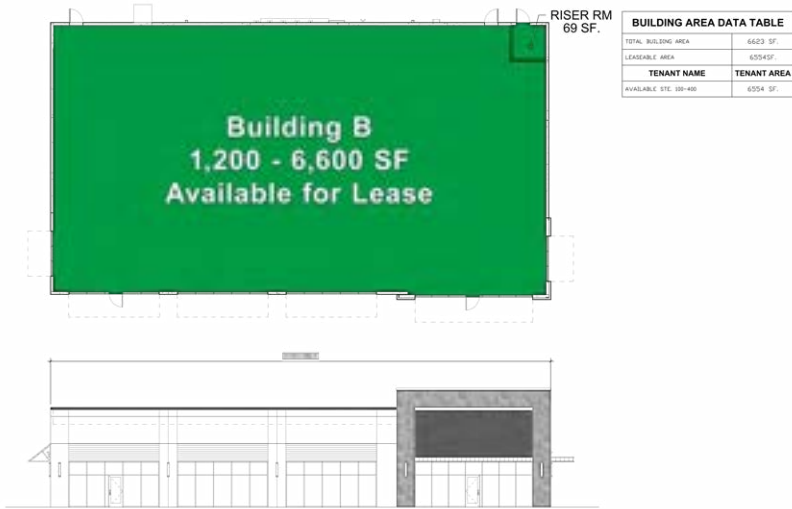 RISER RM
69 SF.
BUILDING AREA DATA TABLE
TOTAL BUILDING AREA 6623 SF.
LEASEABLE AREA 6554SF.
TENANT NAME TENANT AREA
AVAILABLE STE. 100-400 6554 SF.
Building B
1,200 - 6,600 SF
Available for Lease